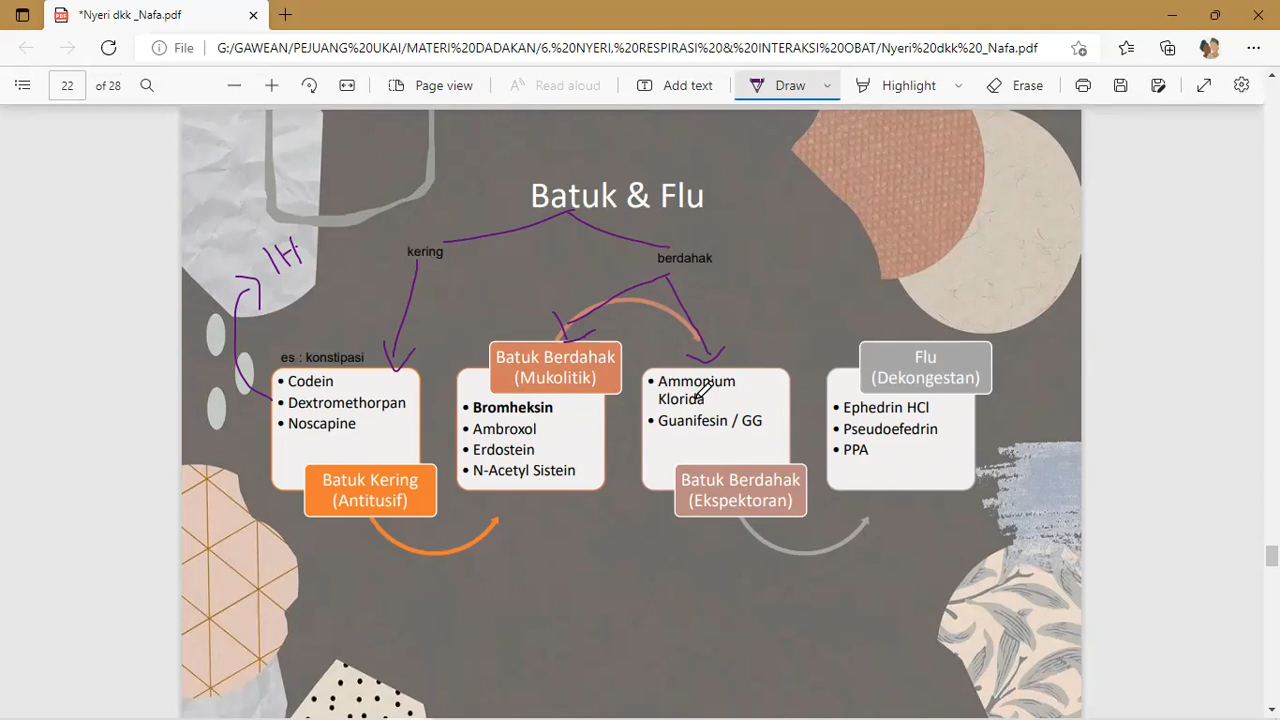 *Nyeri dkk _Nafa.pdf
File
G:/GAWEAN/PEJUANG%20UKAI/MATERI%20DADAKAN/6.%20NYERI,%20RESPIRASI%20&%20INTERAKSI%20OBAT/Nyeri%20dkk%20_Nafa.pdf
22 of 28
Page view
Read aloud
Add text
Draw
Highlight
Erase
Batuk & Flu
kering
berdahak
es : konstipasi
• Codein
• Dextromethorpan
• Noscapine
Batuk Kering
(Antitusif)
Batuk Berdahak
(Mukolitik)
• Bromheksin
• Ambroxol
• Erdostein
• N-Acetyl Sistein
• Ammonium
Klorida
• Guanifesin / GG
Batuk Berdahak
(Ekspektoran)
Flu
(Dekongestan)
• Ephedrin HCl
• Pseudoefedrin
• PPA